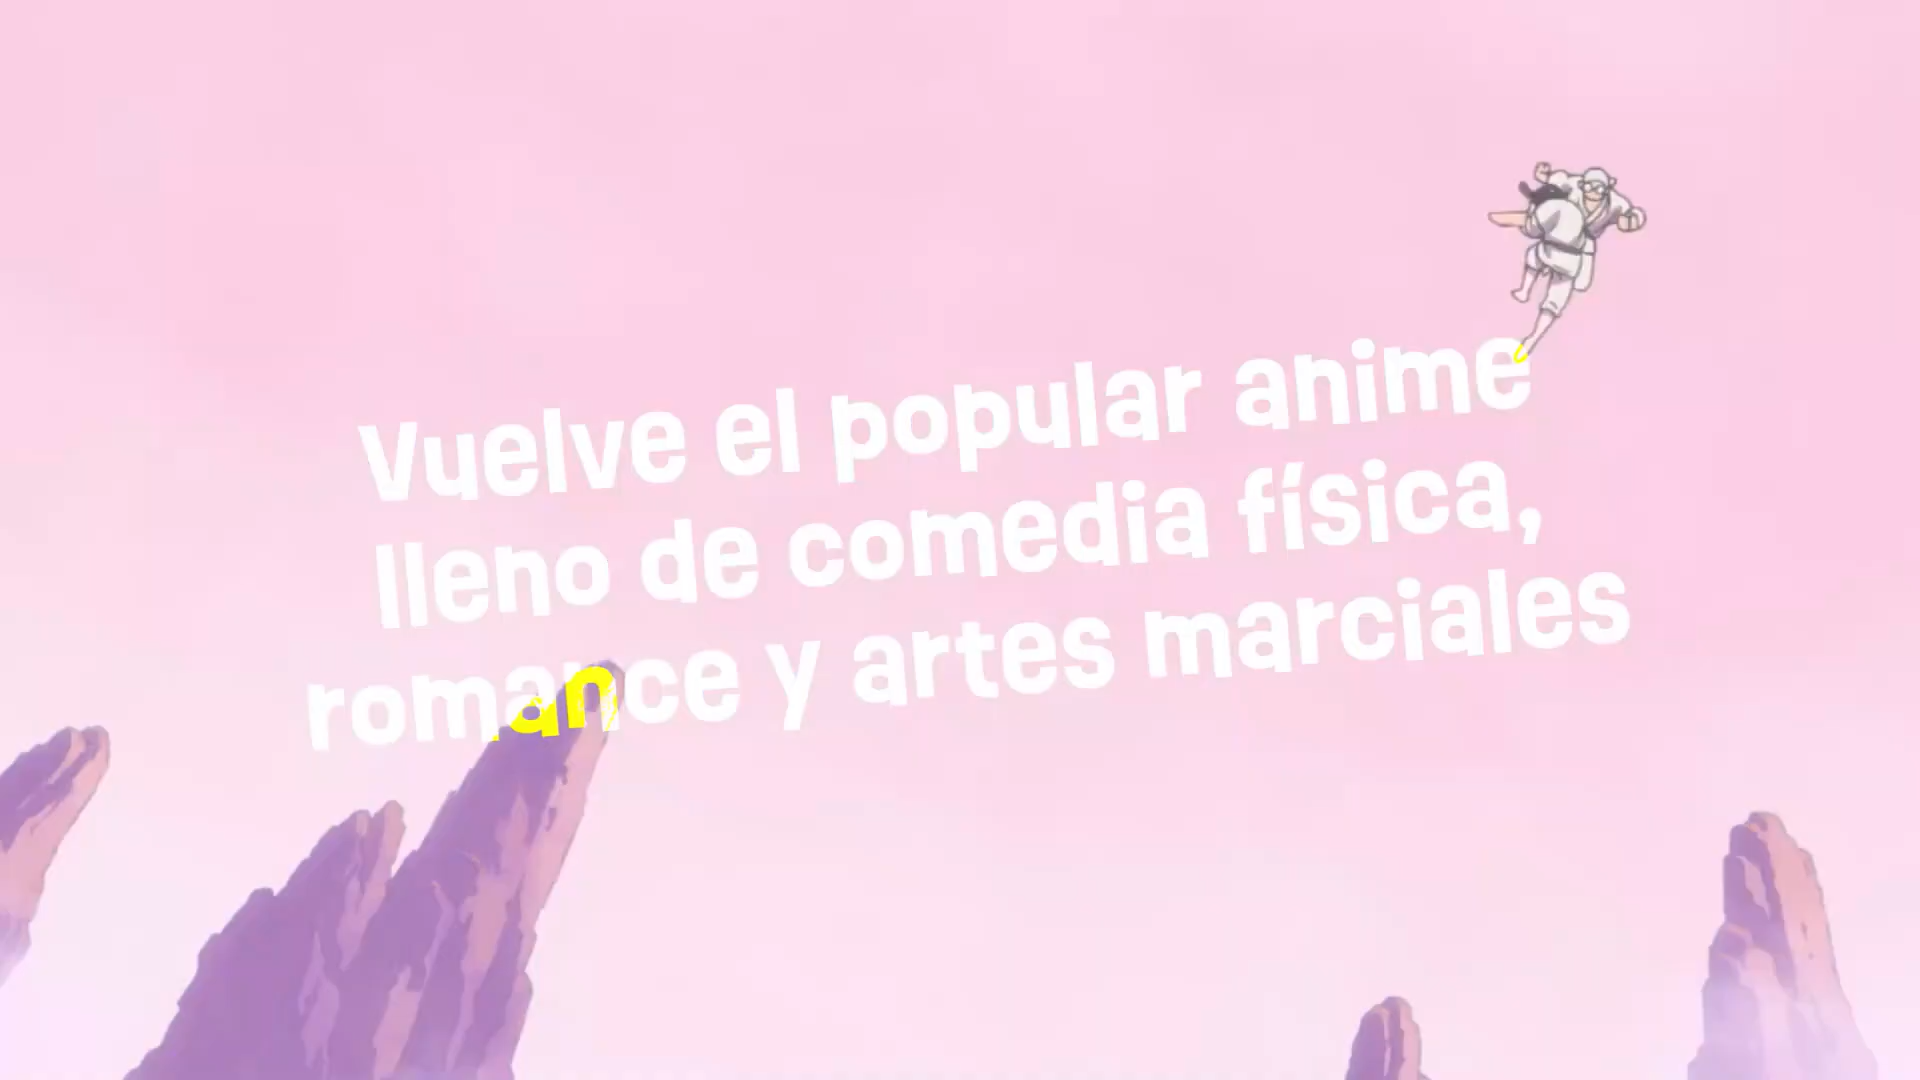 Vuelve el popular anime
lleno de comedia física,
romance y artes marciales